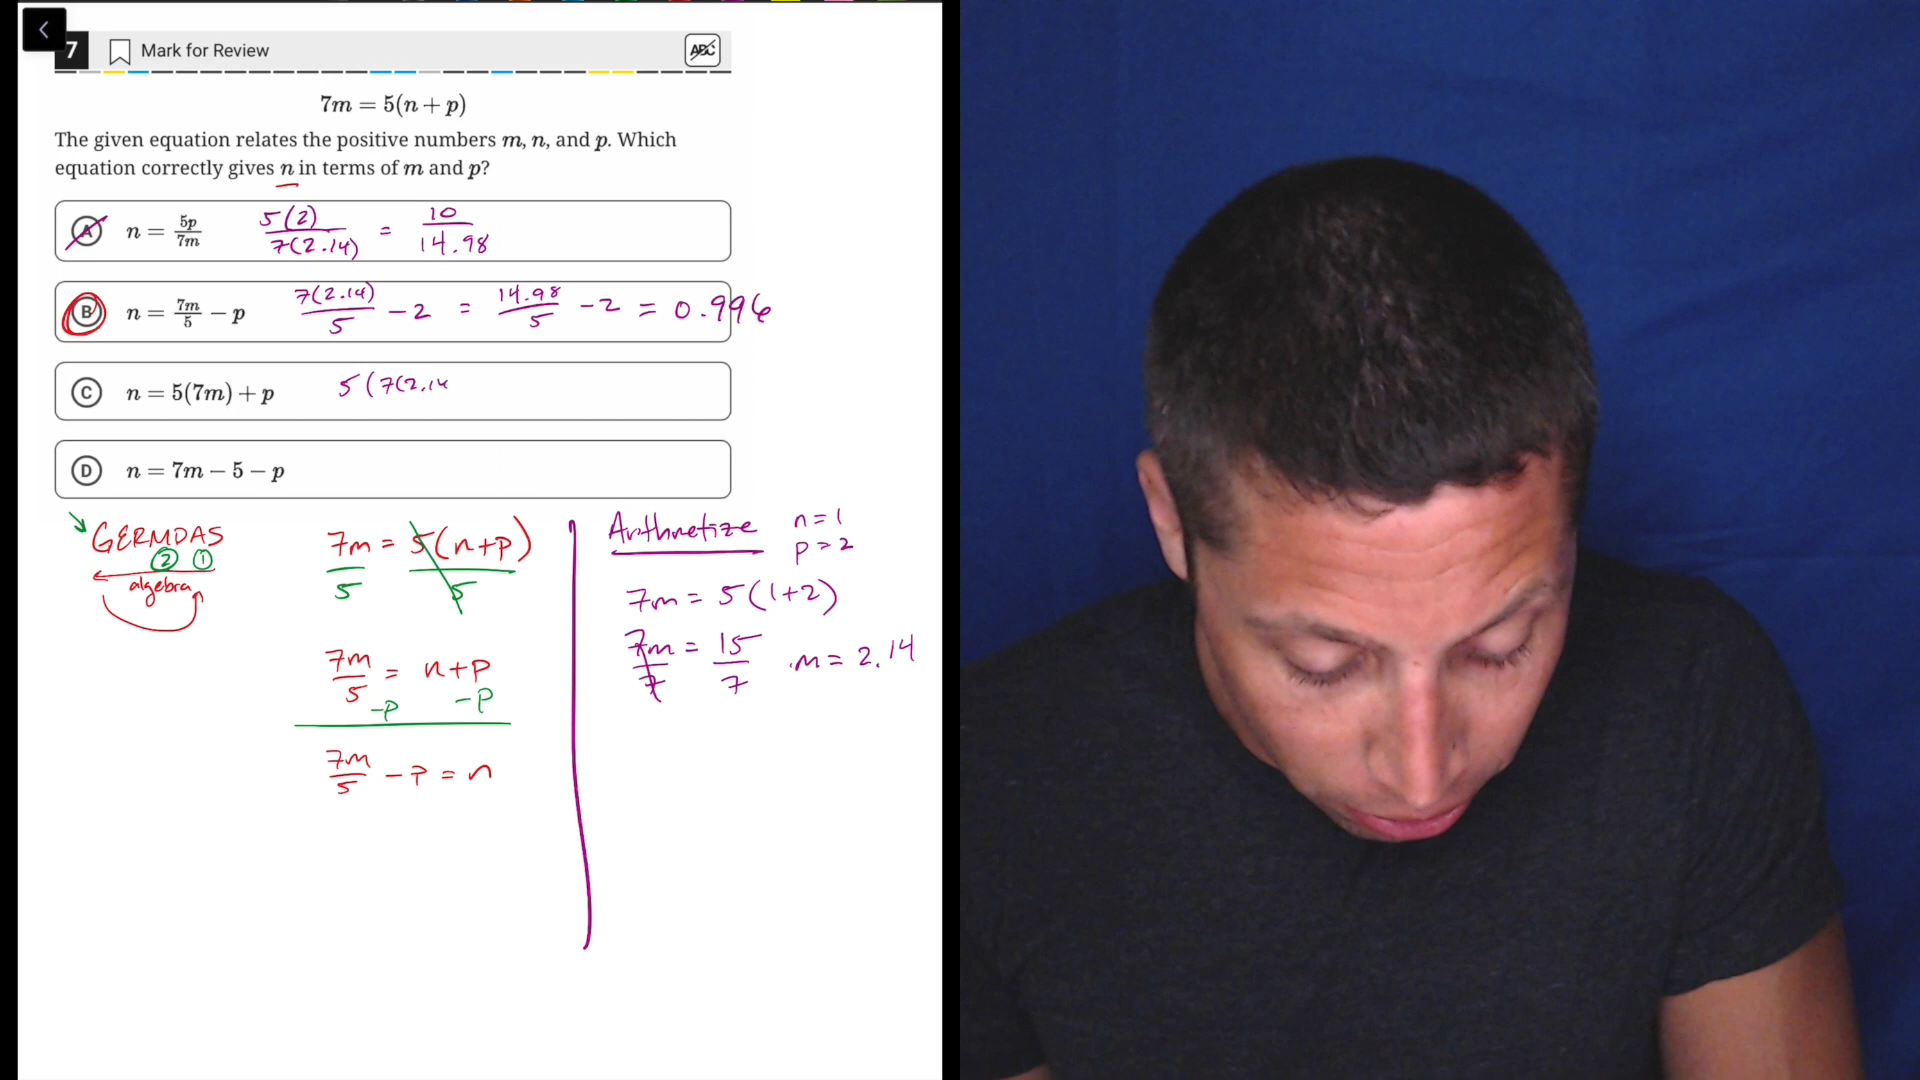 7 Mark for Review ABC
7m = 5(n + p)
The given equation relates the positive numbers m, n, and p. Which
equation correctly gives n in terms of m and p?
A n = 5p/7m 5(2)/7(2.14) = 10/14.98
B n = 7m/5 − p 7(2.14)/5 − 2 = 14.98/5 − 2 = 0.996
C n = 5(7m) + p 5(7(2.14
D n = 7m − 5 − p
GERMDAS
2 1
algebra
7m = 5(n+p)
5 5
7m/5 = n+p
-p -p
7m/5 - p = n
Arithmetize n=1
p=2
7m = 5(1+2)
7m/7 = 15/7 m = 2.14